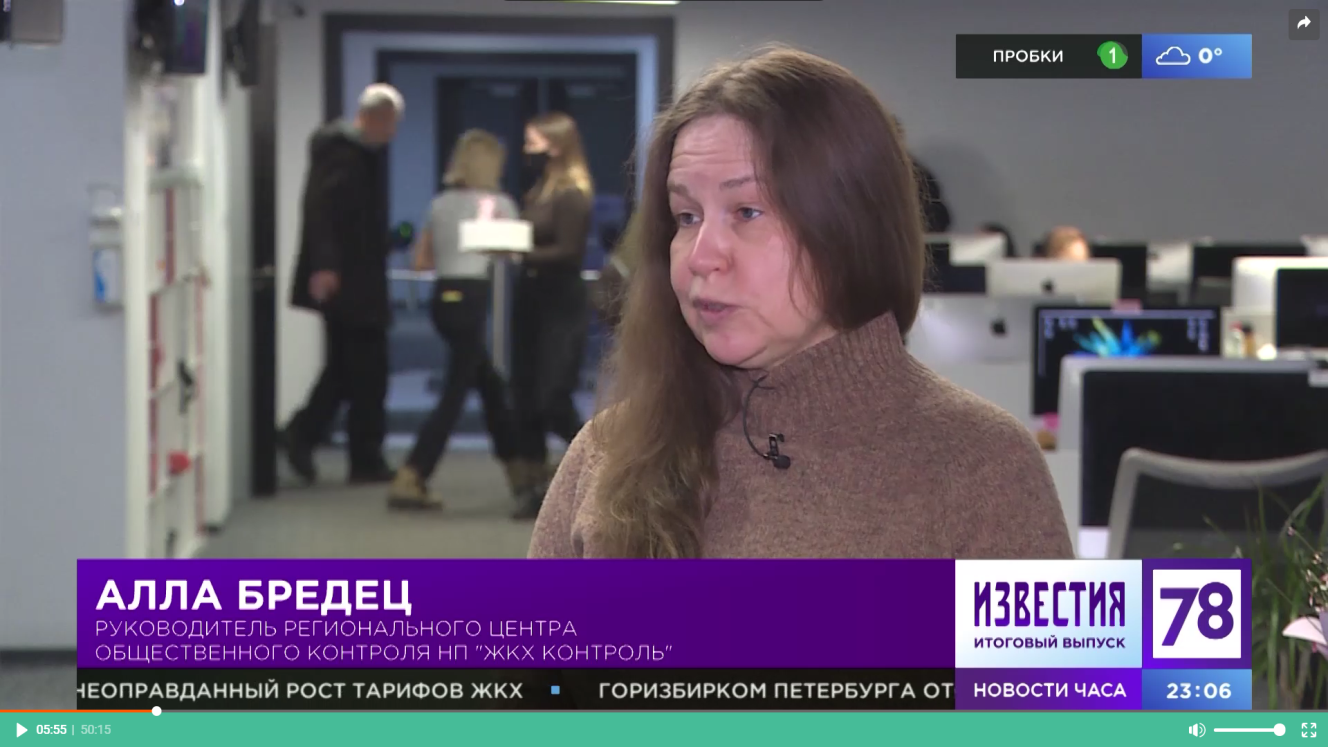 ПРОБКИ 1 0°
АЛЛА БРЕДЕЦ
РУКОВОДИТЕЛЬ РЕГИОНАЛЬНОГО ЦЕНТРА
ОБЩЕСТВЕННОГО КОНТРОЛЯ НП "ЖКХ КОНТРОЛЬ"
ИЗВЕСТИЯ
ИТОГОВЫЙ ВЫПУСК
78
НЕОПРАВДАННЫЙ РОСТ ТАРИФОВ ЖКХ ▪ ГОРИЗБИРКОМ ПЕТЕРБУРГА ОТ
НОВОСТИ ЧАСА 23:06
05:55 | 50:15